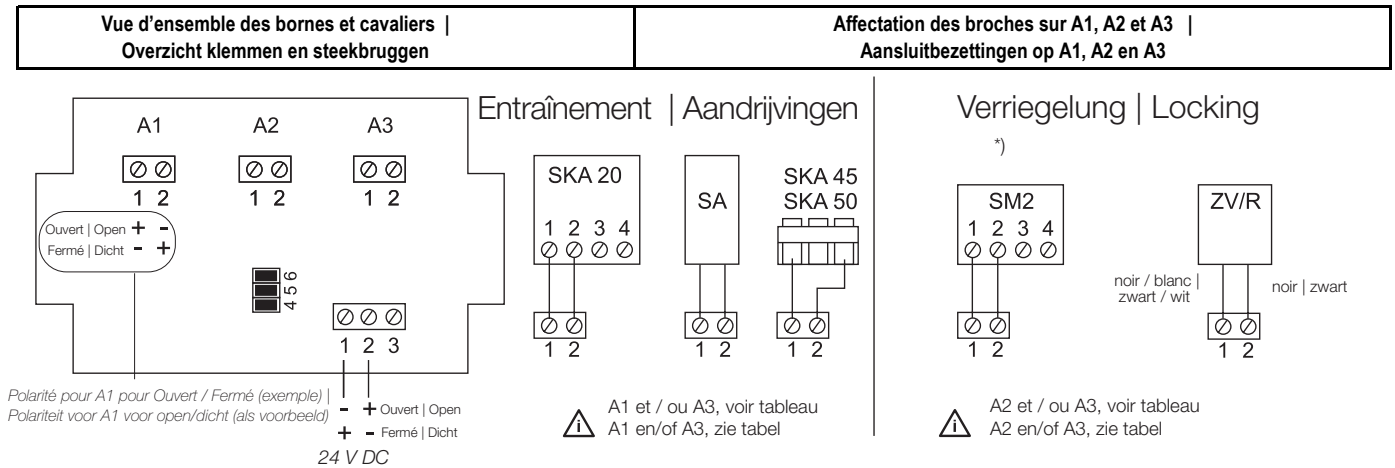 Vue d’ensemble des bornes et cavaliers |
Overzicht klemmen en steekbruggen
Affectation des broches sur A1, A2 et A3 |
Aansluitbezettingen op A1, A2 en A3
A1 A2 A3
1 2 1 2 1 2
Ouvert | Open + -
Fermé | Dicht - +
4 5 6
1 2 3
Polarité pour A1 pour Ouvert / Fermé (exemple) |
Polariteit voor A1 voor open/dicht (als voorbeeld)
- + Ouvert | Open
+ - Fermé | Dicht
24 V DC
Entraînement | Aandrijvingen
SKA 20
1 2 3 4
1 2
SA
1 2
SKA 45
SKA 50
1 2
A1 et / ou A3, voir tableau
A1 en/of A3, zie tabel
Verriegelung | Locking
*)
SM2
1 2 3 4
1 2
ZV/R
noir / blanc |
zwart / wit
noir | zwart
1 2
A2 et / ou A3, voir tableau
A2 en/of A3, zie tabel